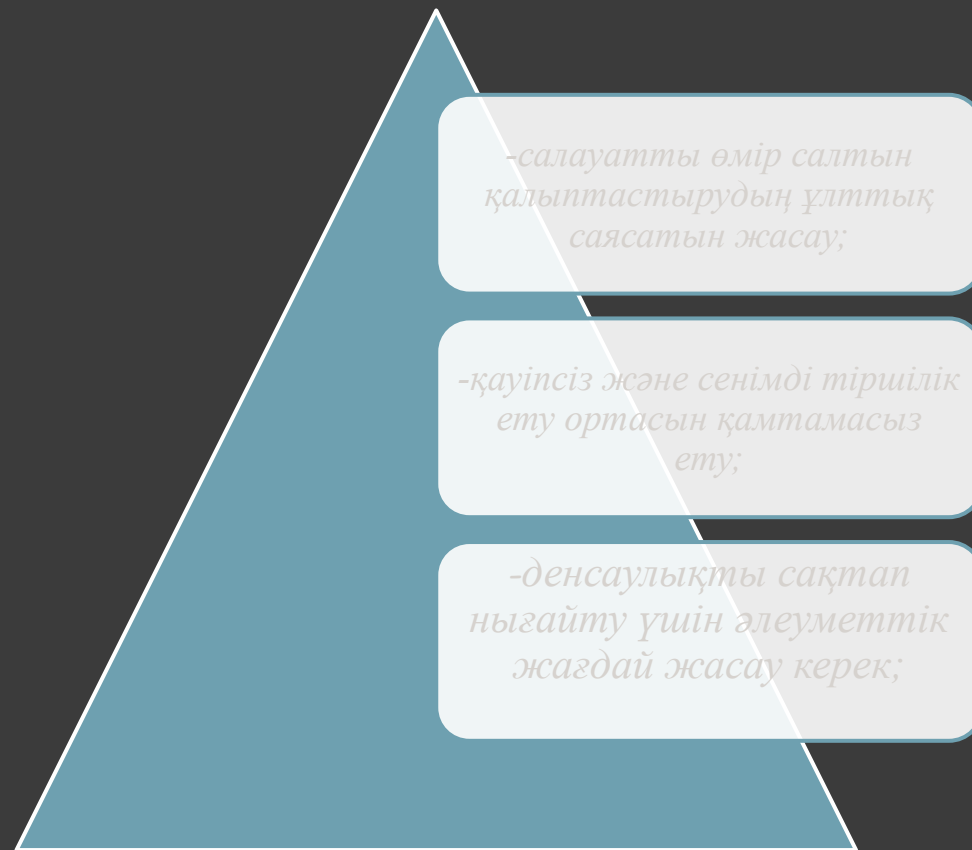 -салауатты өмір салтын
қалыптастырудың ұлттық
саясатын жасау;
-қауіпсіз және сенімді тіршілік
ету ортасын қамтамасыз
ету;
-денсаулықты сақтап
нығайту үшін әлеуметтік
жағдай жасау керек;